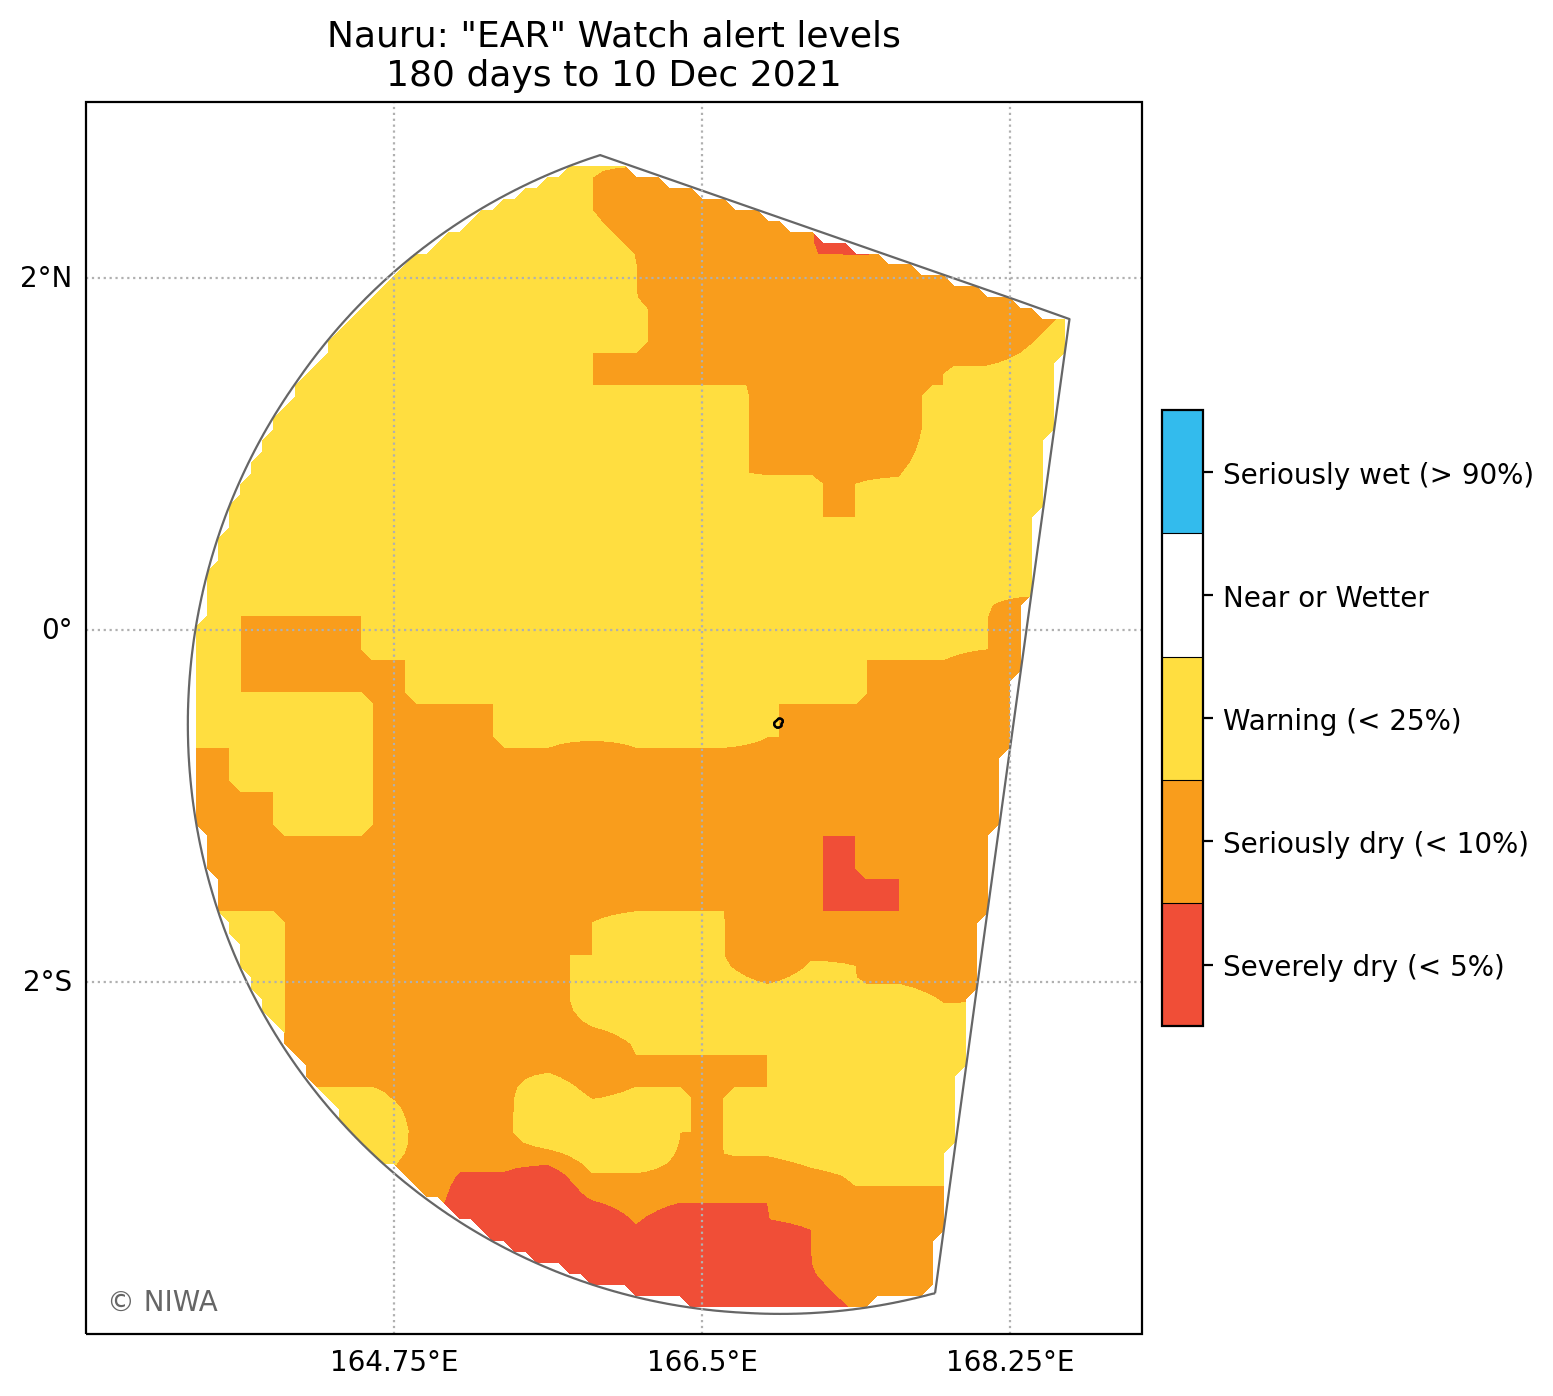 Nauru: "EAR" Watch alert levels
180 days to 10 Dec 2021
2°N
0°
2°S
164.75°E
166.5°E
168.25°E
© NIWA
Seriously wet (> 90%)
Near or Wetter
Warning (< 25%)
Seriously dry (< 10%)
Severely dry (< 5%)